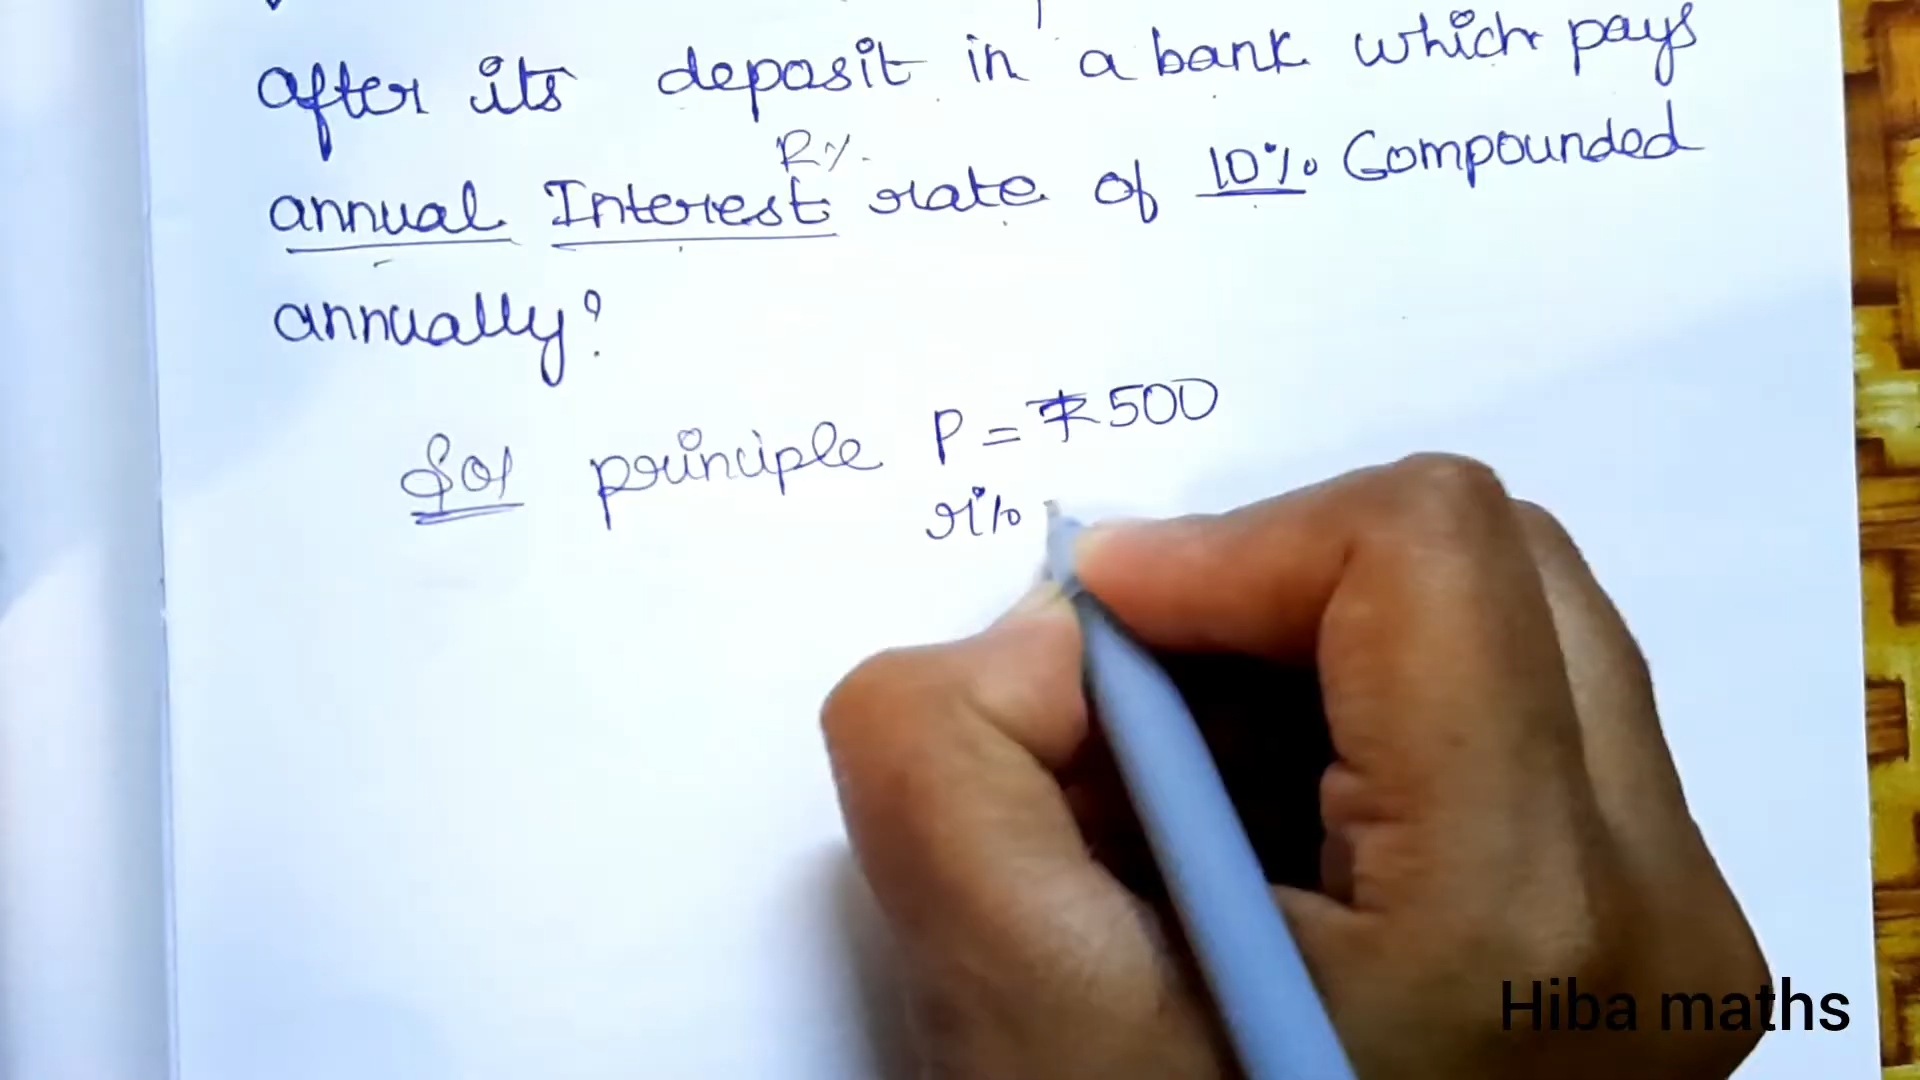 after its deposit in a bank which pays
R%
annual Interest rate of 10% Compounded
annually?
Sol principle P = ₹500
r%
Hiba maths